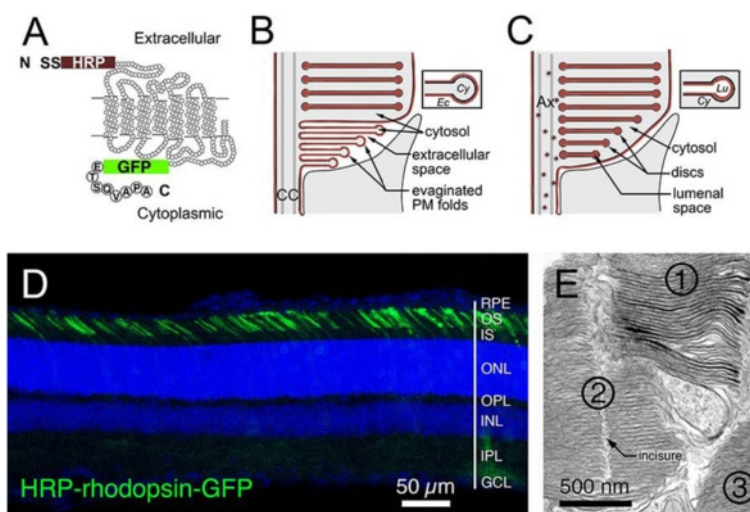 A
Extracellular
N SS HRP
GFP
E
T
S
Q
V
A
P
A
C
Cytoplasmic
B
Cy
Ec
cytosol
extracellular
space
evaginated
PM folds
CC
C
Ax
Lu
Cy
cytosol
discs
lumenal
space
D
RPE
OS
IS
ONL
OPL
INL
IPL
GCL
HRP-rhodopsin-GFP
50 µm
E
1
2
incisure
500 nm
3